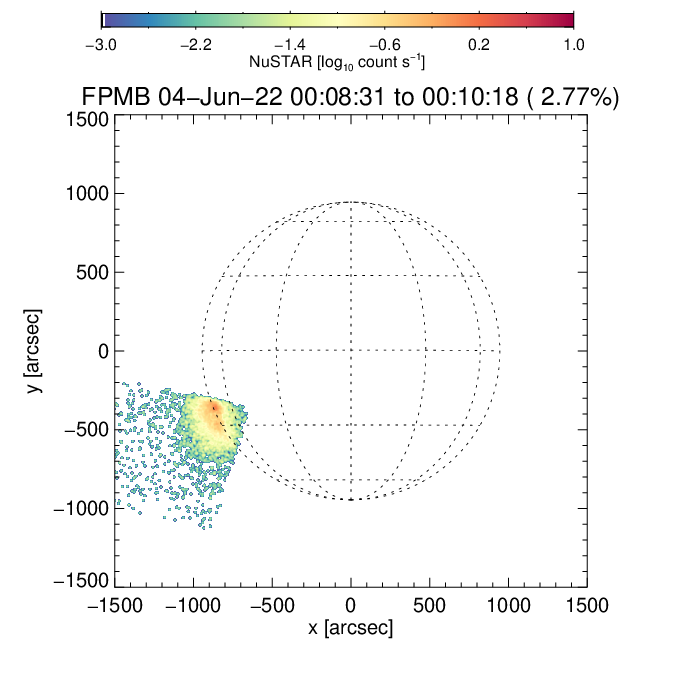 −3.0 −2.2 −1.4 −0.6 0.2 1.0
NuSTAR [log₁₀ count s⁻¹]
FPMB 04−Jun−22 00:08:31 to 00:10:18 ( 2.77%)
1500
1000
500
0
−500
−1000
−1500
y [arcsec]
−1500 −1000 −500 0 500 1000 1500
x [arcsec]